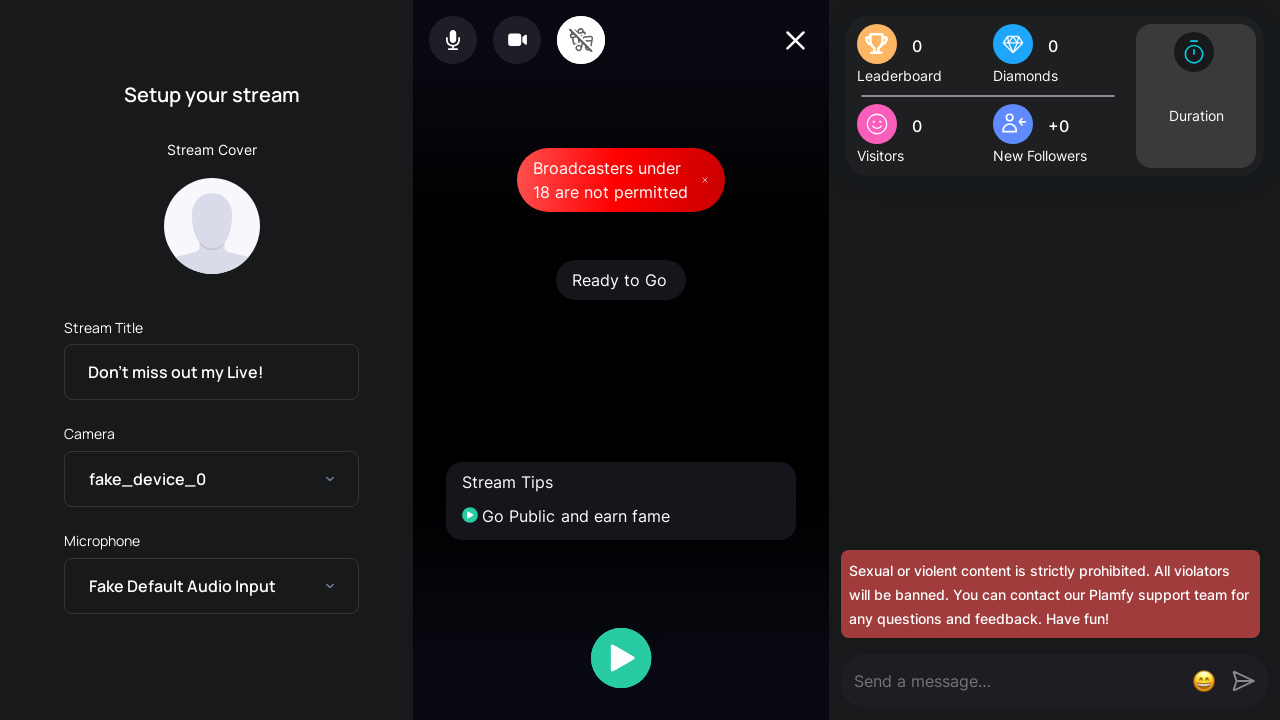 Setup your stream
Stream Cover
Stream Title
Don't miss out my Live!
Camera
fake_device_0
Microphone
Fake Default Audio Input
Broadcasters under
18 are not permitted
Ready to Go
Stream Tips
Go Public and earn fame
0
Leaderboard
0
Diamonds
0
Visitors
+0
New Followers
Duration
Sexual or violent content is strictly prohibited. All violators
will be banned. You can contact our Plamfy support team for
any questions and feedback. Have fun!
Send a message...